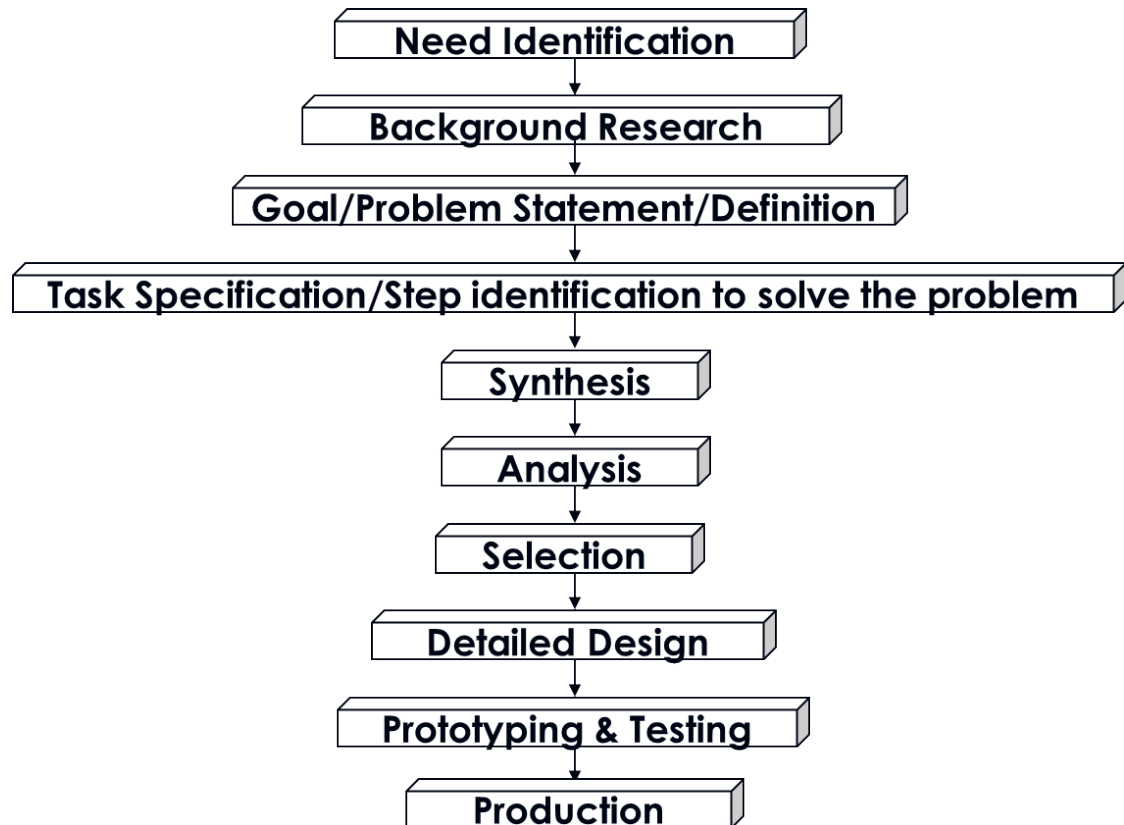 Need Identification
Background Research
Goal/Problem Statement/Definition
Task Specification/Step identification to solve the problem
Synthesis
Analysis
Selection
Detailed Design
Prototyping & Testing
Production